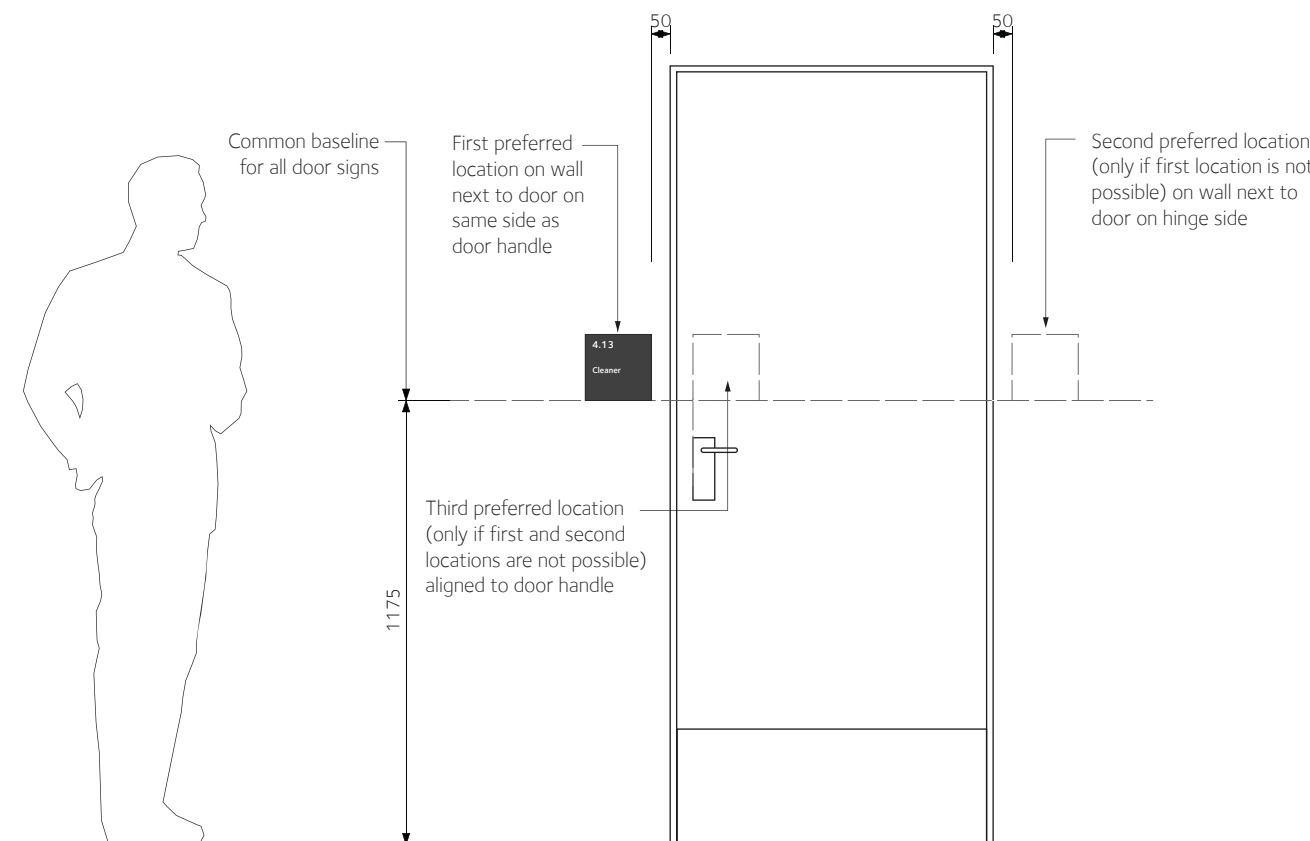 50
50
Common baseline
for all door signs
First preferred
location on wall
next to door on
same side as
door handle
Second preferred location
(only if first location is not
possible) on wall next to
door on hinge side
4.13
Cleaner
Third preferred location
(only if first and second
locations are not possible)
aligned to door handle
1175